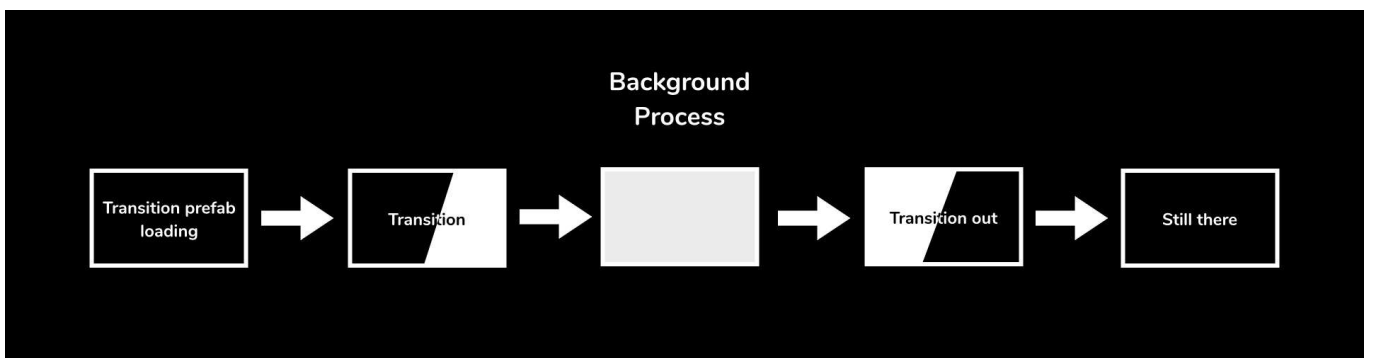 Background
Process
Transition prefab
loading
Transition
Transition out
Still there